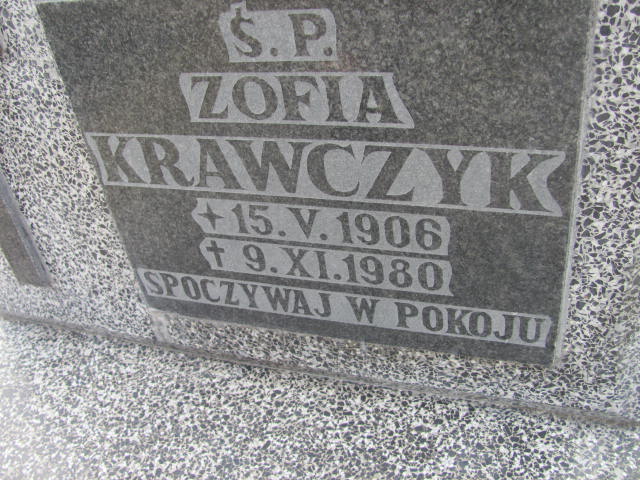 Ś. P.
ZOFIA
KRAWCZYK
+ 15. V. 1906
† 9. XI. 1980
SPOCZYWAJ W POKOJU